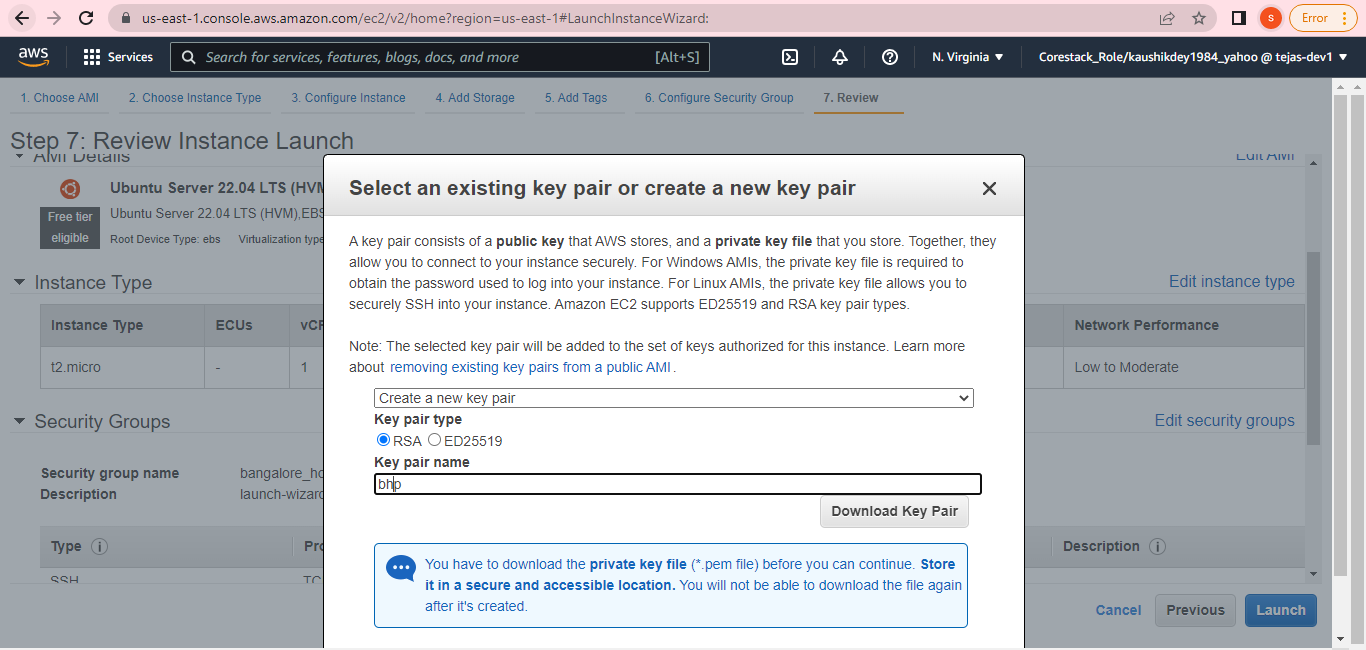 us-east-1.console.aws.amazon.com/ec2/v2/home?region=us-east-1#LaunchInstanceWizard:
S
Error
aws
Services
Search for services, features, blogs, docs, and more
[Alt+S]
N. Virginia
Corestack_Role/kaushikdey1984_yahoo @ tejas-dev1
1. Choose AMI
2. Choose Instance Type
3. Configure Instance
4. Add Storage
5. Add Tags
6. Configure Security Group
7. Review
Step 7: Review Instance Launch
AMI Details
Edit AMI
Ubuntu Server 22.04 LTS (HVM
Free tier
eligible
Ubuntu Server 22.04 LTS (HVM),EBS
Root Device Type: ebs Virtualization type
Instance Type
Edit instance type
Instance Type
ECUs
vCP
Network Performance
t2.micro
-
1
Low to Moderate
Security Groups
Edit security groups
Security group name
bangalore_ho
Description
launch-wizard
Type
Pro
Description
SSH
TC
Cancel
Previous
Launch
Select an existing key pair or create a new key pair
A key pair consists of a public key that AWS stores, and a private key file that you store. Together, they
allow you to connect to your instance securely. For Windows AMIs, the private key file is required to
obtain the password used to log into your instance. For Linux AMIs, the private key file allows you to
securely SSH into your instance. Amazon EC2 supports ED25519 and RSA key pair types.
Note: The selected key pair will be added to the set of keys authorized for this instance. Learn more
about removing existing key pairs from a public AMI.
Create a new key pair
Key pair type
RSA ED25519
Key pair name
bhp
Download Key Pair
You have to download the private key file (*.pem file) before you can continue. Store
it in a secure and accessible location. You will not be able to download the file again
after it's created.